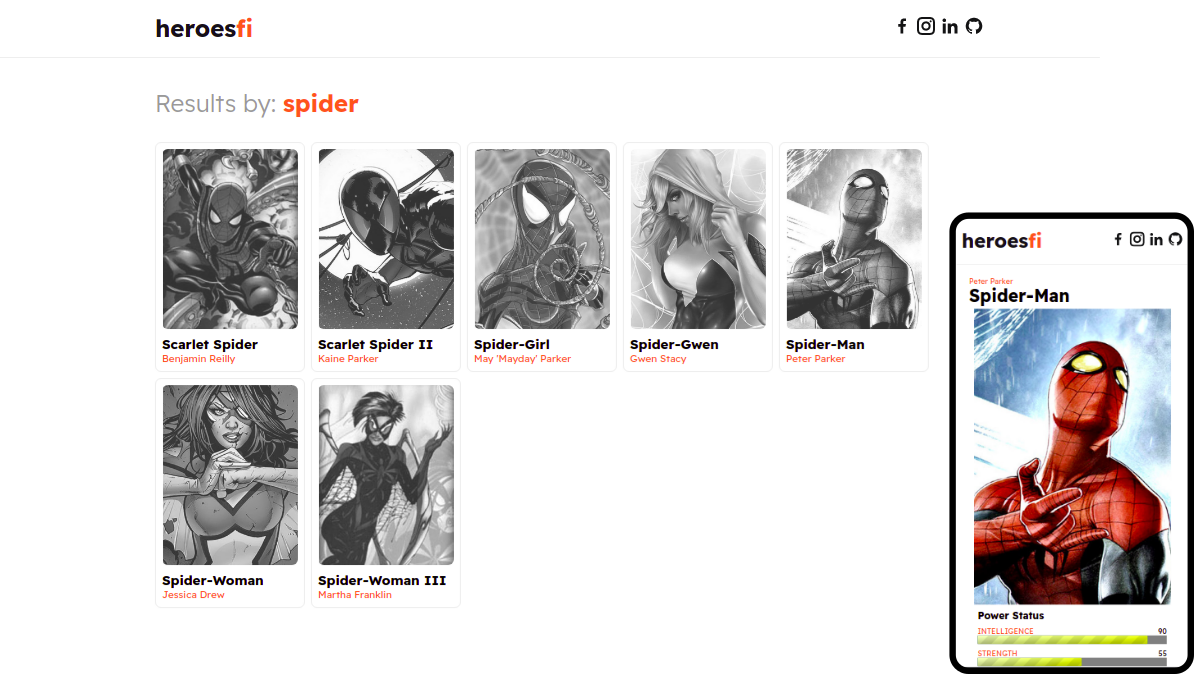 heroesfi
Results by: spider
Scarlet Spider
Benjamin Reilly
Scarlet Spider II
Kaine Parker
Spider-Girl
May 'Mayday' Parker
Spider-Gwen
Gwen Stacy
Spider-Man
Peter Parker
Spider-Woman
Jessica Drew
Spider-Woman III
Martha Franklin
heroesfi
Peter Parker
Spider-Man
Power Status
INTELLIGENCE 90
STRENGTH 55